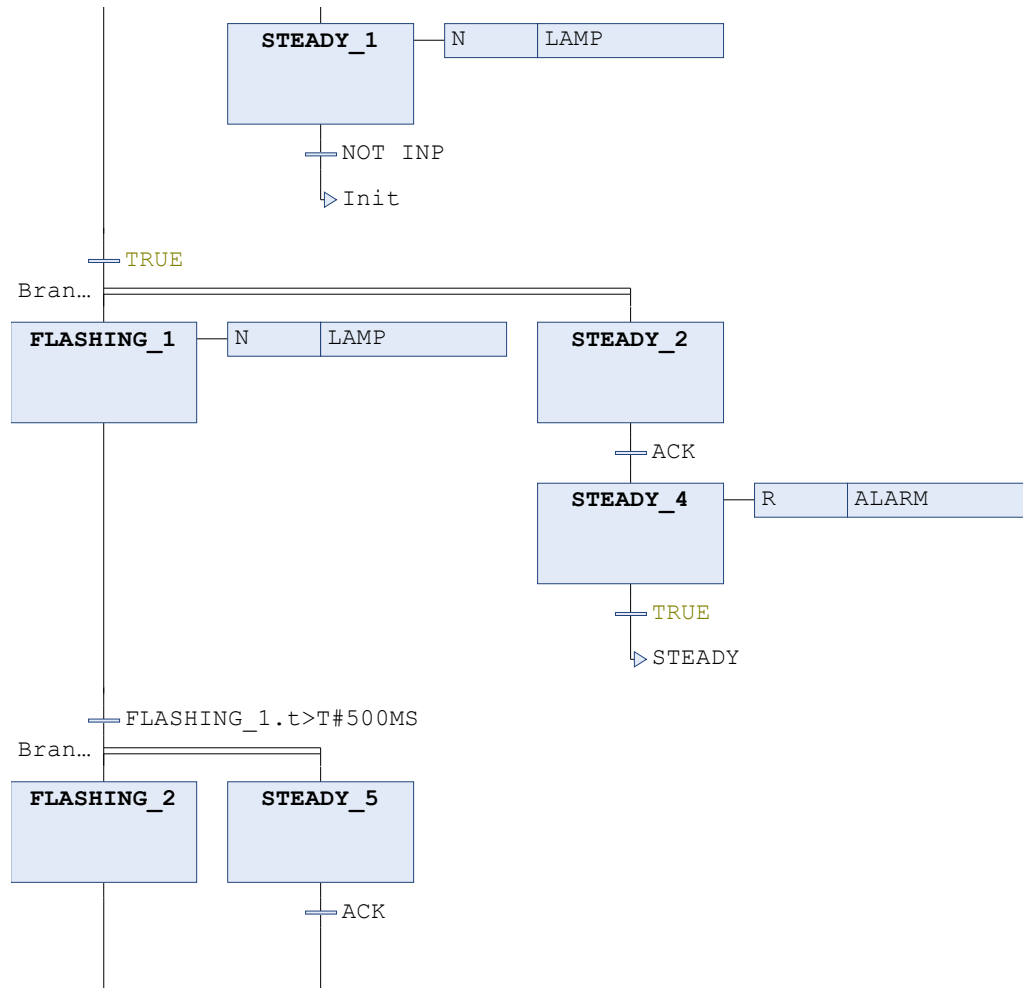 STEADY_1 N LAMP
NOT INP
Init
TRUE
Bran…
FLASHING_1 N LAMP STEADY_2
ACK
STEADY_4 R ALARM
TRUE
STEADY
FLASHING_1.t>T#500MS
Bran…
FLASHING_2 STEADY_5
ACK